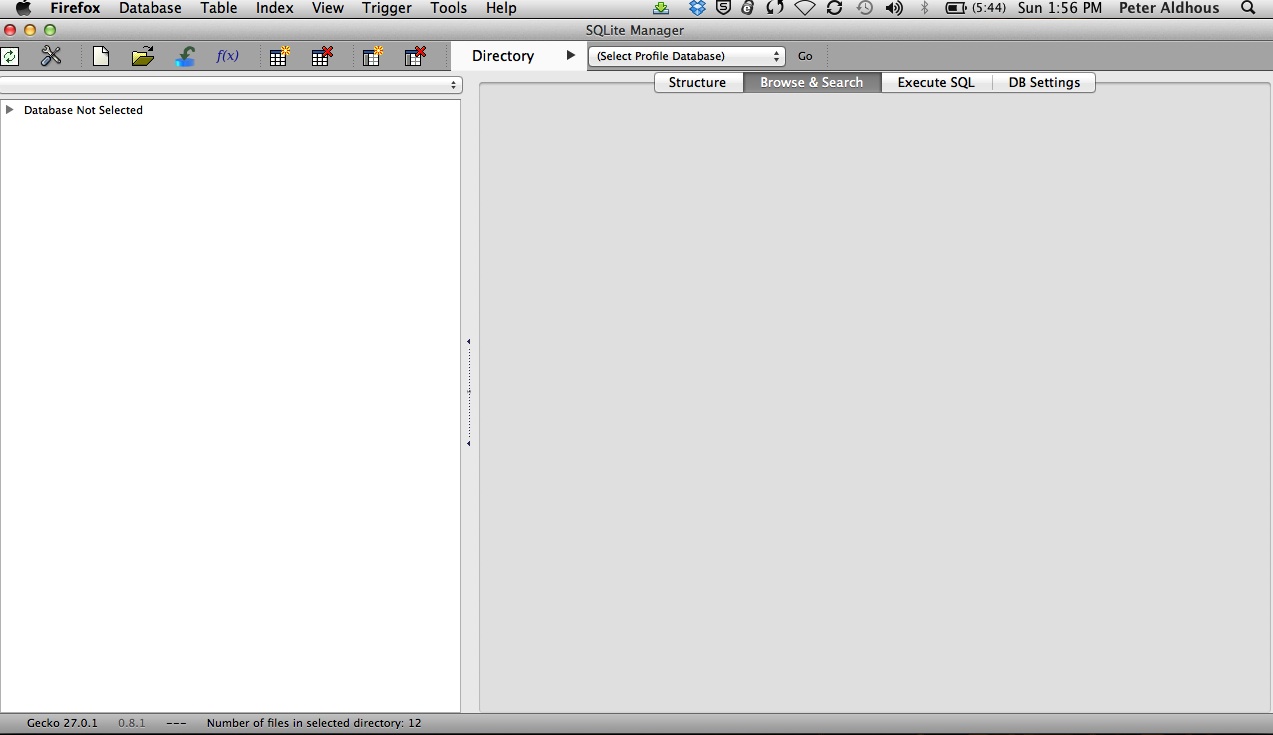 Firefox Database Table Index View Trigger Tools Help (5:44) Sun 1:56 PM Peter Aldhous
SQLite Manager
f(x) Directory (Select Profile Database) Go
Structure Browse & Search Execute SQL DB Settings
Database Not Selected
Gecko 27.0.1 0.8.1 --- Number of files in selected directory: 12